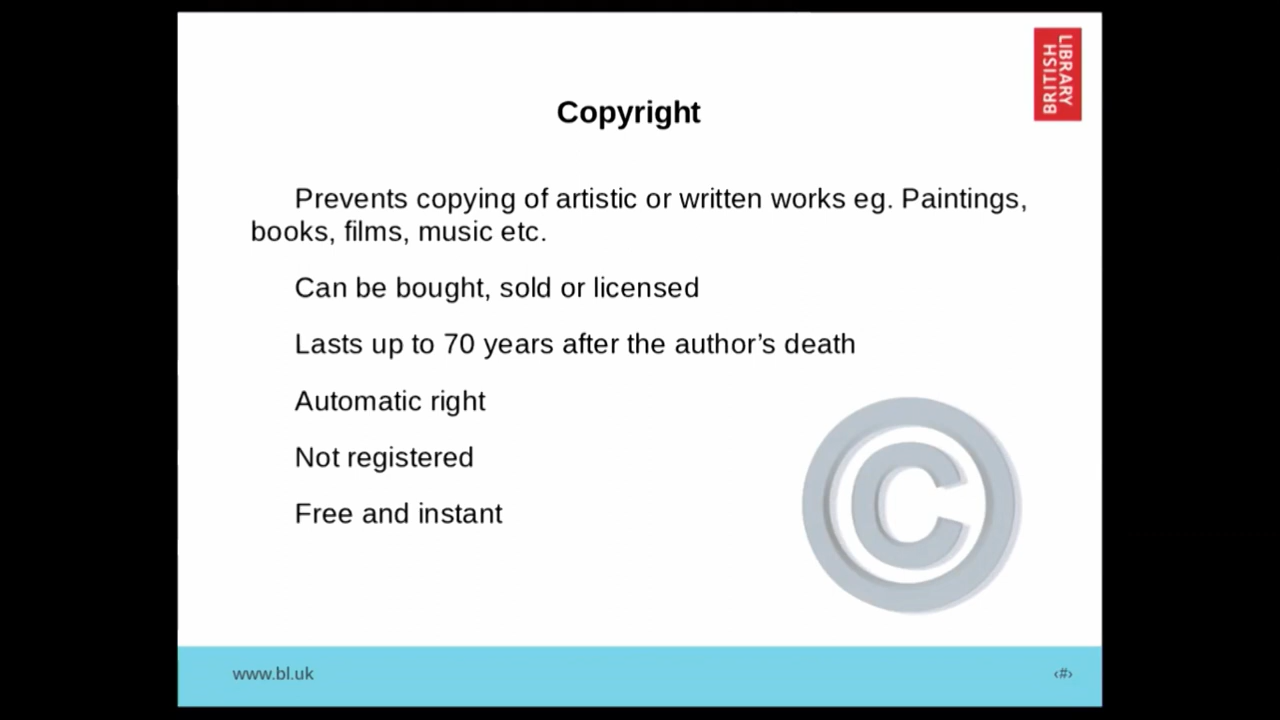 LIBRARY
BRITISH
Copyright
Prevents copying of artistic or written works eg. Paintings,
books, films, music etc.
Can be bought, sold or licensed
Lasts up to 70 years after the author’s death
Automatic right
Not registered
Free and instant
©
www.bl.uk
‹#›